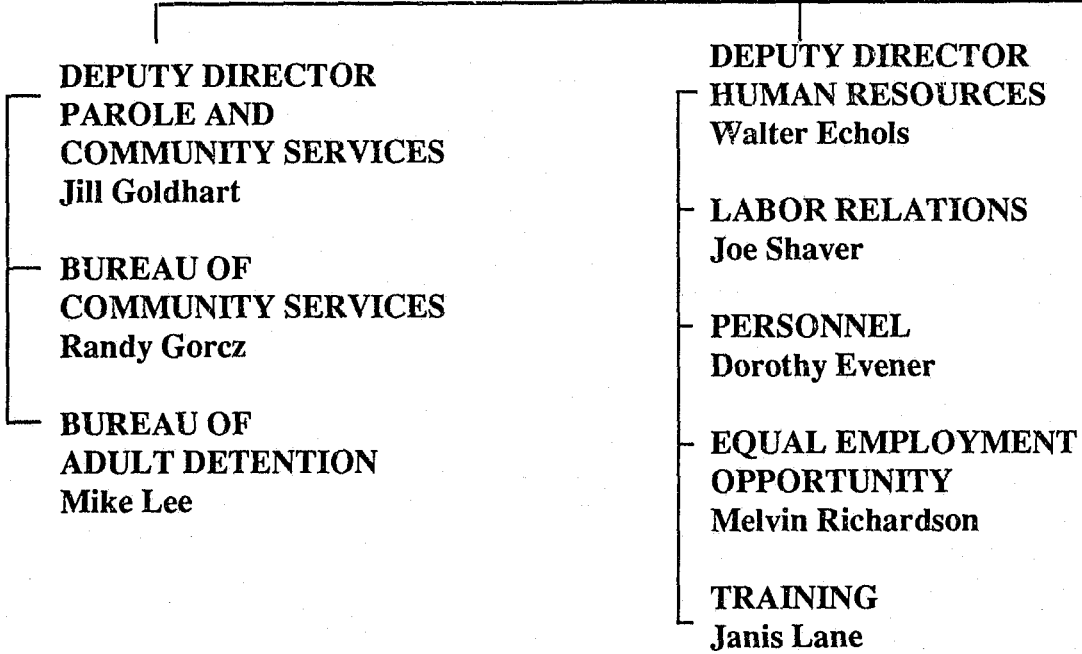 DEPUTY DIRECTOR
PAROLE AND
COMMUNITY SERVICES
Jill Goldhart
BUREAU OF
COMMUNITY SERVICES
Randy Gorcz
BUREAU OF
ADULT DETENTION
Mike Lee
DEPUTY DIRECTOR
HUMAN RESOURCES
Walter Echols
LABOR RELATIONS
Joe Shaver
PERSONNEL
Dorothy Evener
EQUAL EMPLOYMENT
OPPORTUNITY
Melvin Richardson
TRAINING
Janis Lane